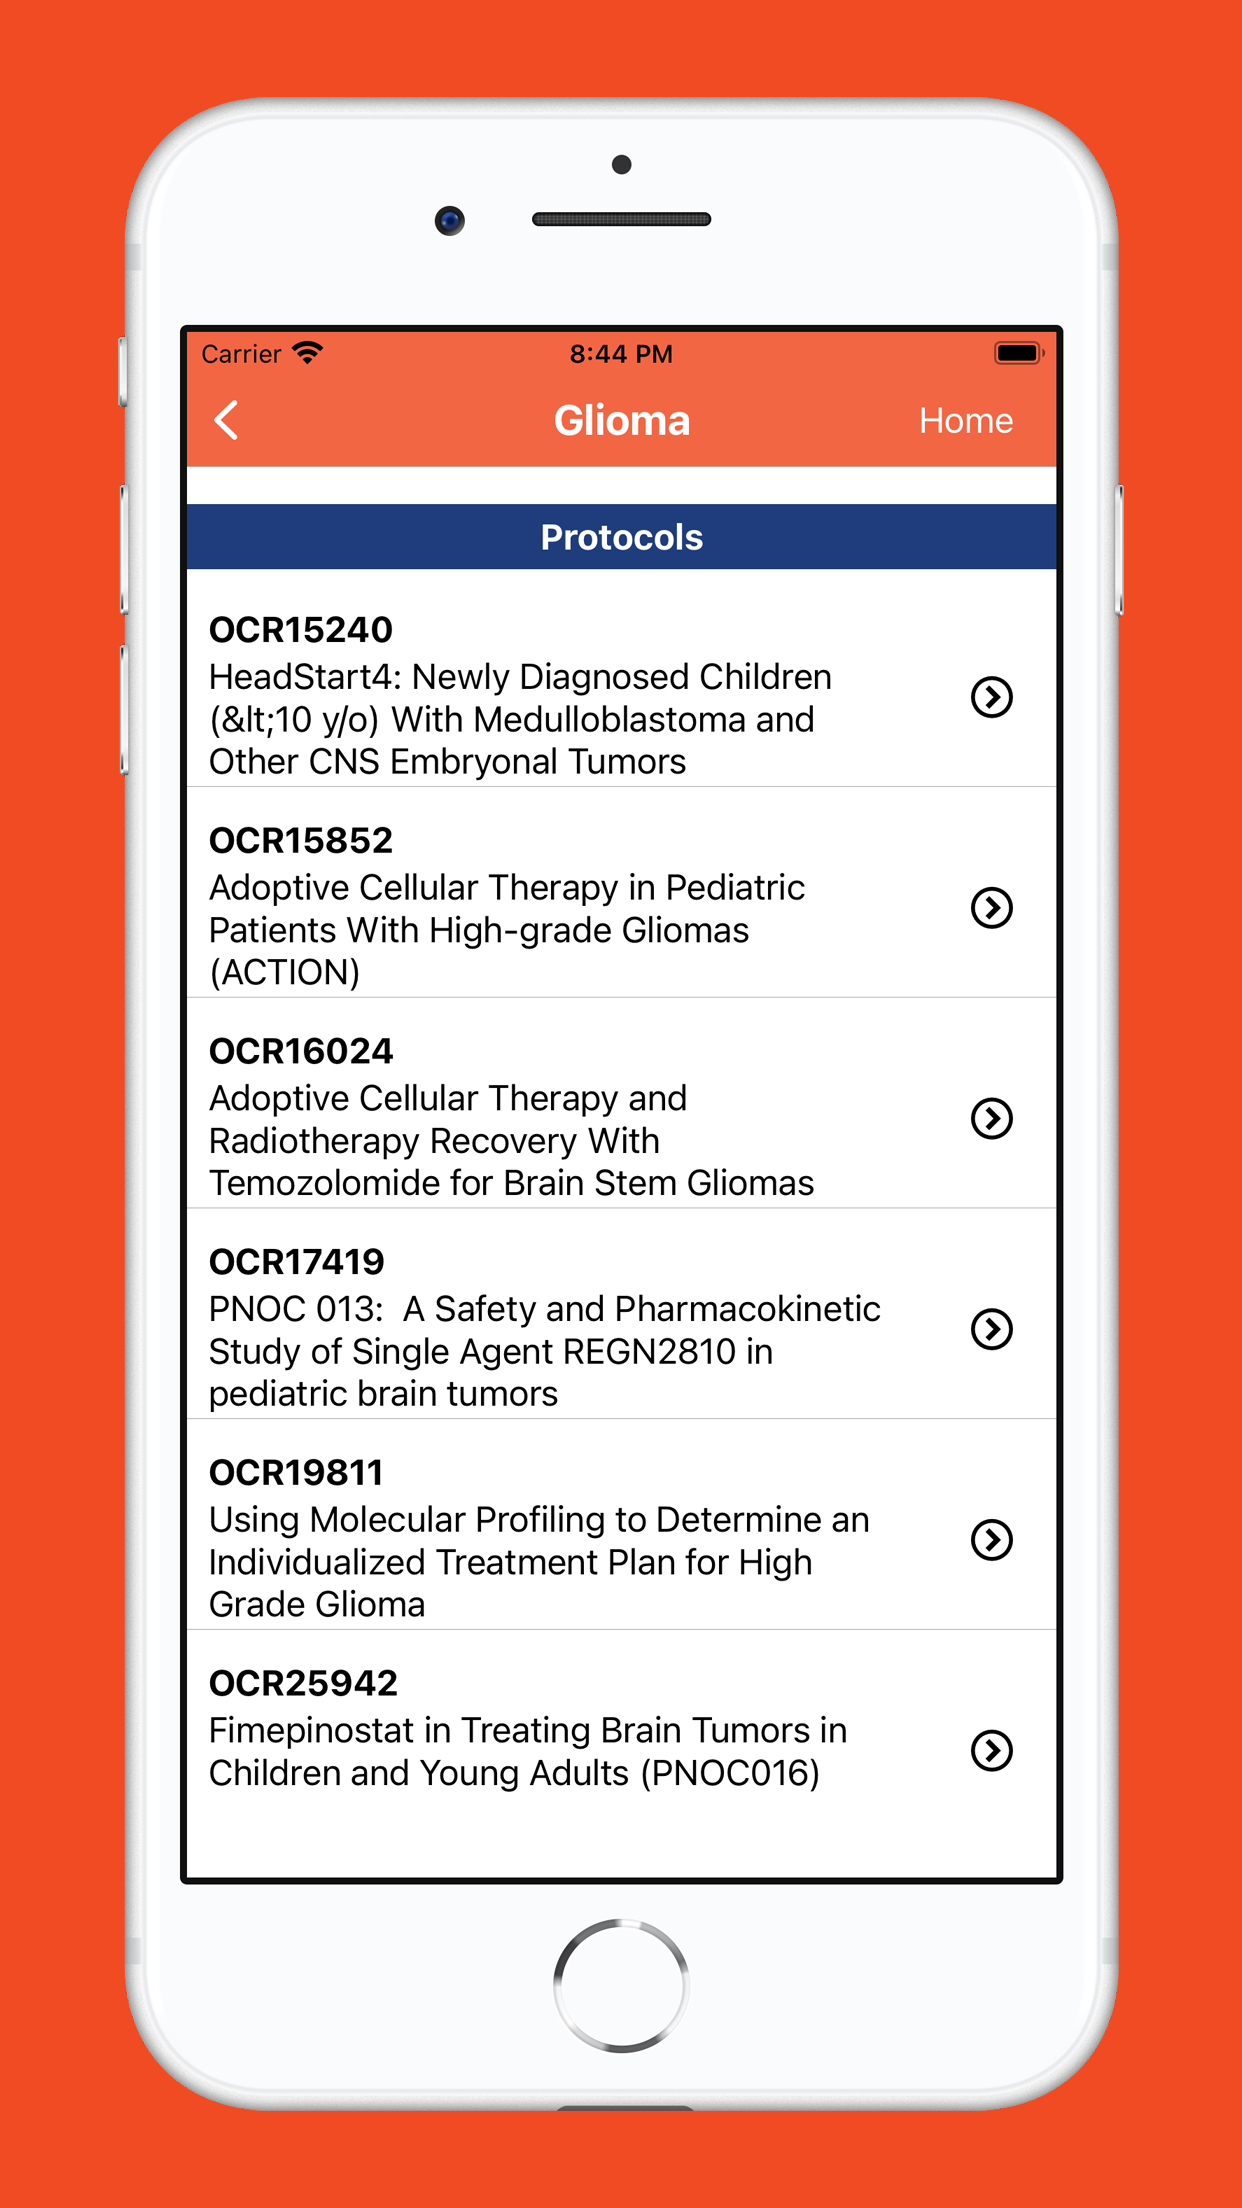 Carrier 8:44 PM
Glioma Home
Protocols
OCR15240
HeadStart4: Newly Diagnosed Children
(&lt;10 y/o) With Medulloblastoma and
Other CNS Embryonal Tumors
OCR15852
Adoptive Cellular Therapy in Pediatric
Patients With High-grade Gliomas
(ACTION)
OCR16024
Adoptive Cellular Therapy and
Radiotherapy Recovery With
Temozolomide for Brain Stem Gliomas
OCR17419
PNOC 013:  A Safety and Pharmacokinetic
Study of Single Agent REGN2810 in
pediatric brain tumors
OCR19811
Using Molecular Profiling to Determine an
Individualized Treatment Plan for High
Grade Glioma
OCR25942
Fimepinostat in Treating Brain Tumors in
Children and Young Adults (PNOC016)